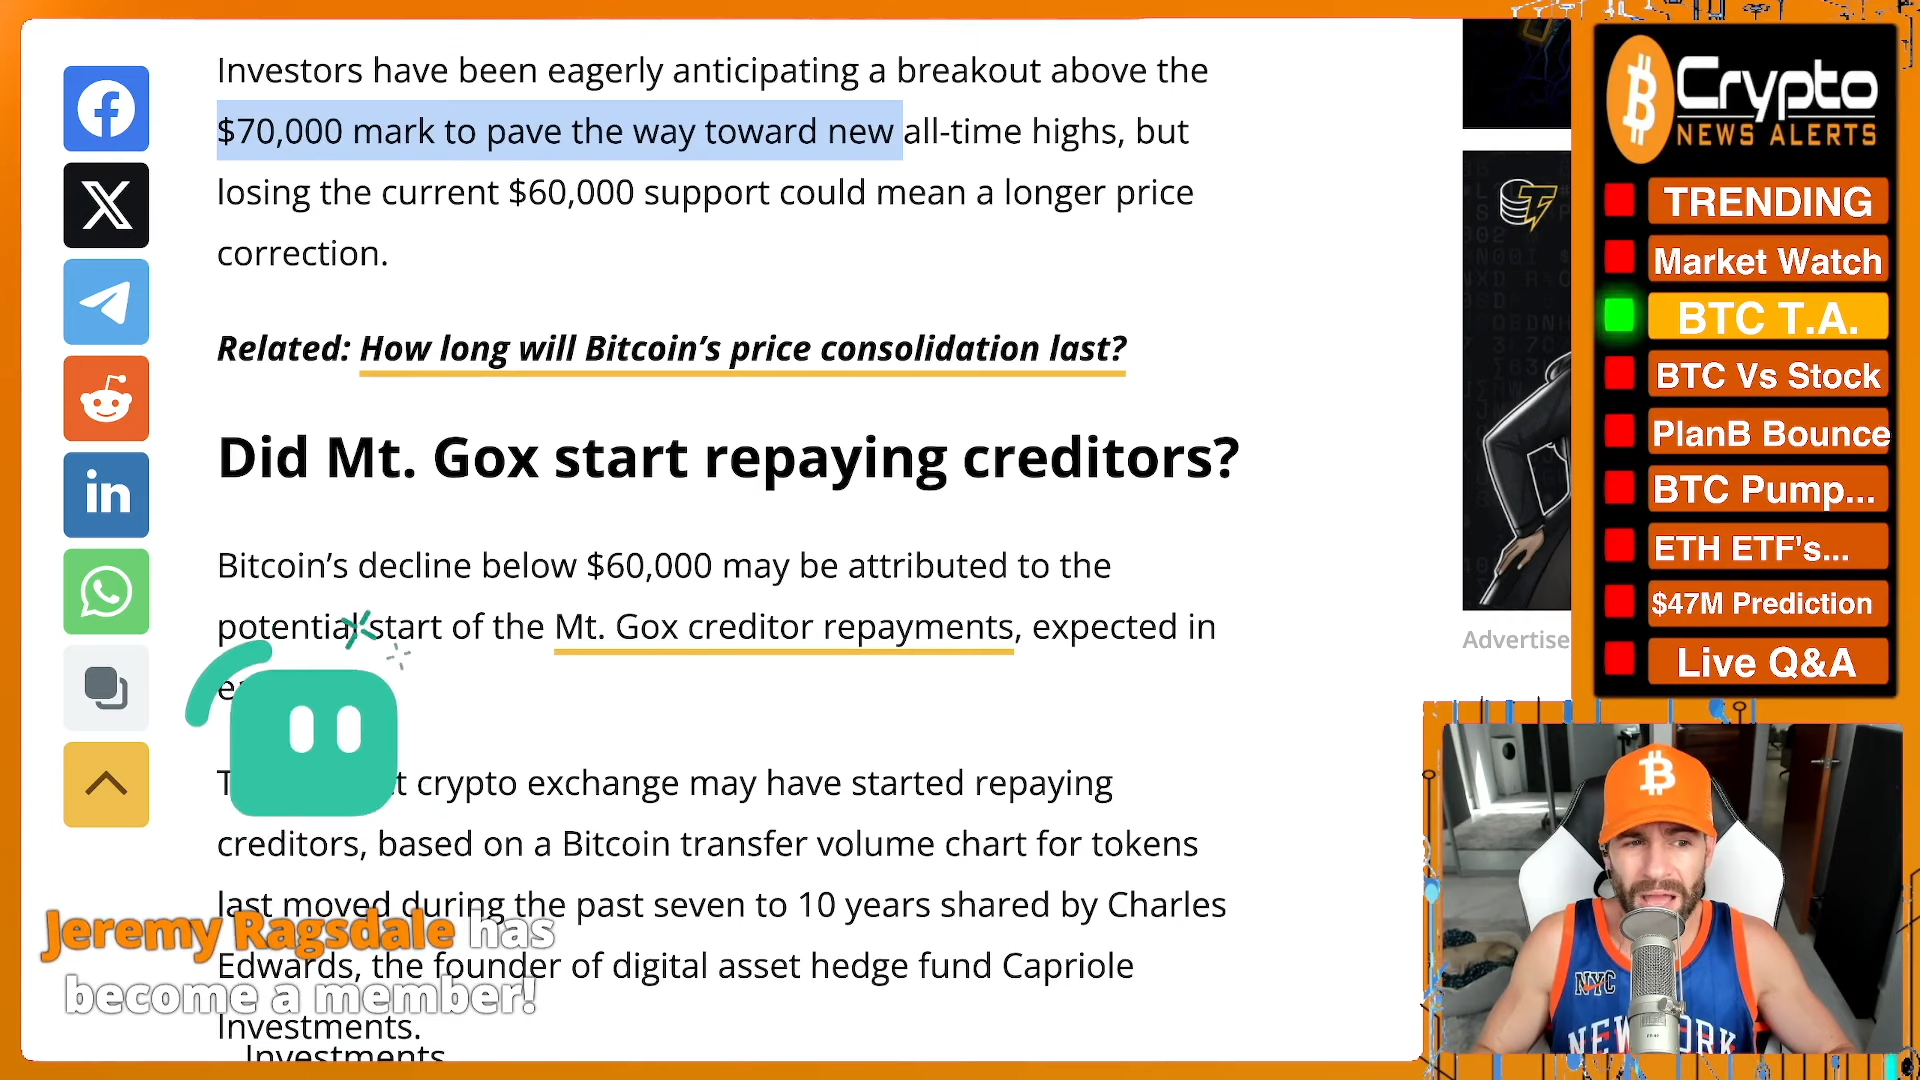 Investors have been eagerly anticipating a breakout above the
$70,000 mark to pave the way toward new all-time highs, but
losing the current $60,000 support could mean a longer price
correction.
Related: How long will Bitcoin’s price consolidation last?
Did Mt. Gox start repaying creditors?
Bitcoin’s decline below $60,000 may be attributed to the
potential start of the Mt. Gox creditor repayments, expected in
crypto exchange may have started repaying
creditors, based on a Bitcoin transfer volume chart for tokens
last moved during the past seven to 10 years shared by Charles
Edwards, the founder of digital asset hedge fund Capriole
Investments.
Investments
Jeremy Ragsdale has
become a member!
Advertise
Crypto
NEWS ALERTS
TRENDING
Market Watch
BTC T.A.
BTC Vs Stock
PlanB Bounce
BTC Pump...
ETH ETF's...
$47M Prediction
Live Q&A
NYC
NEW YORK